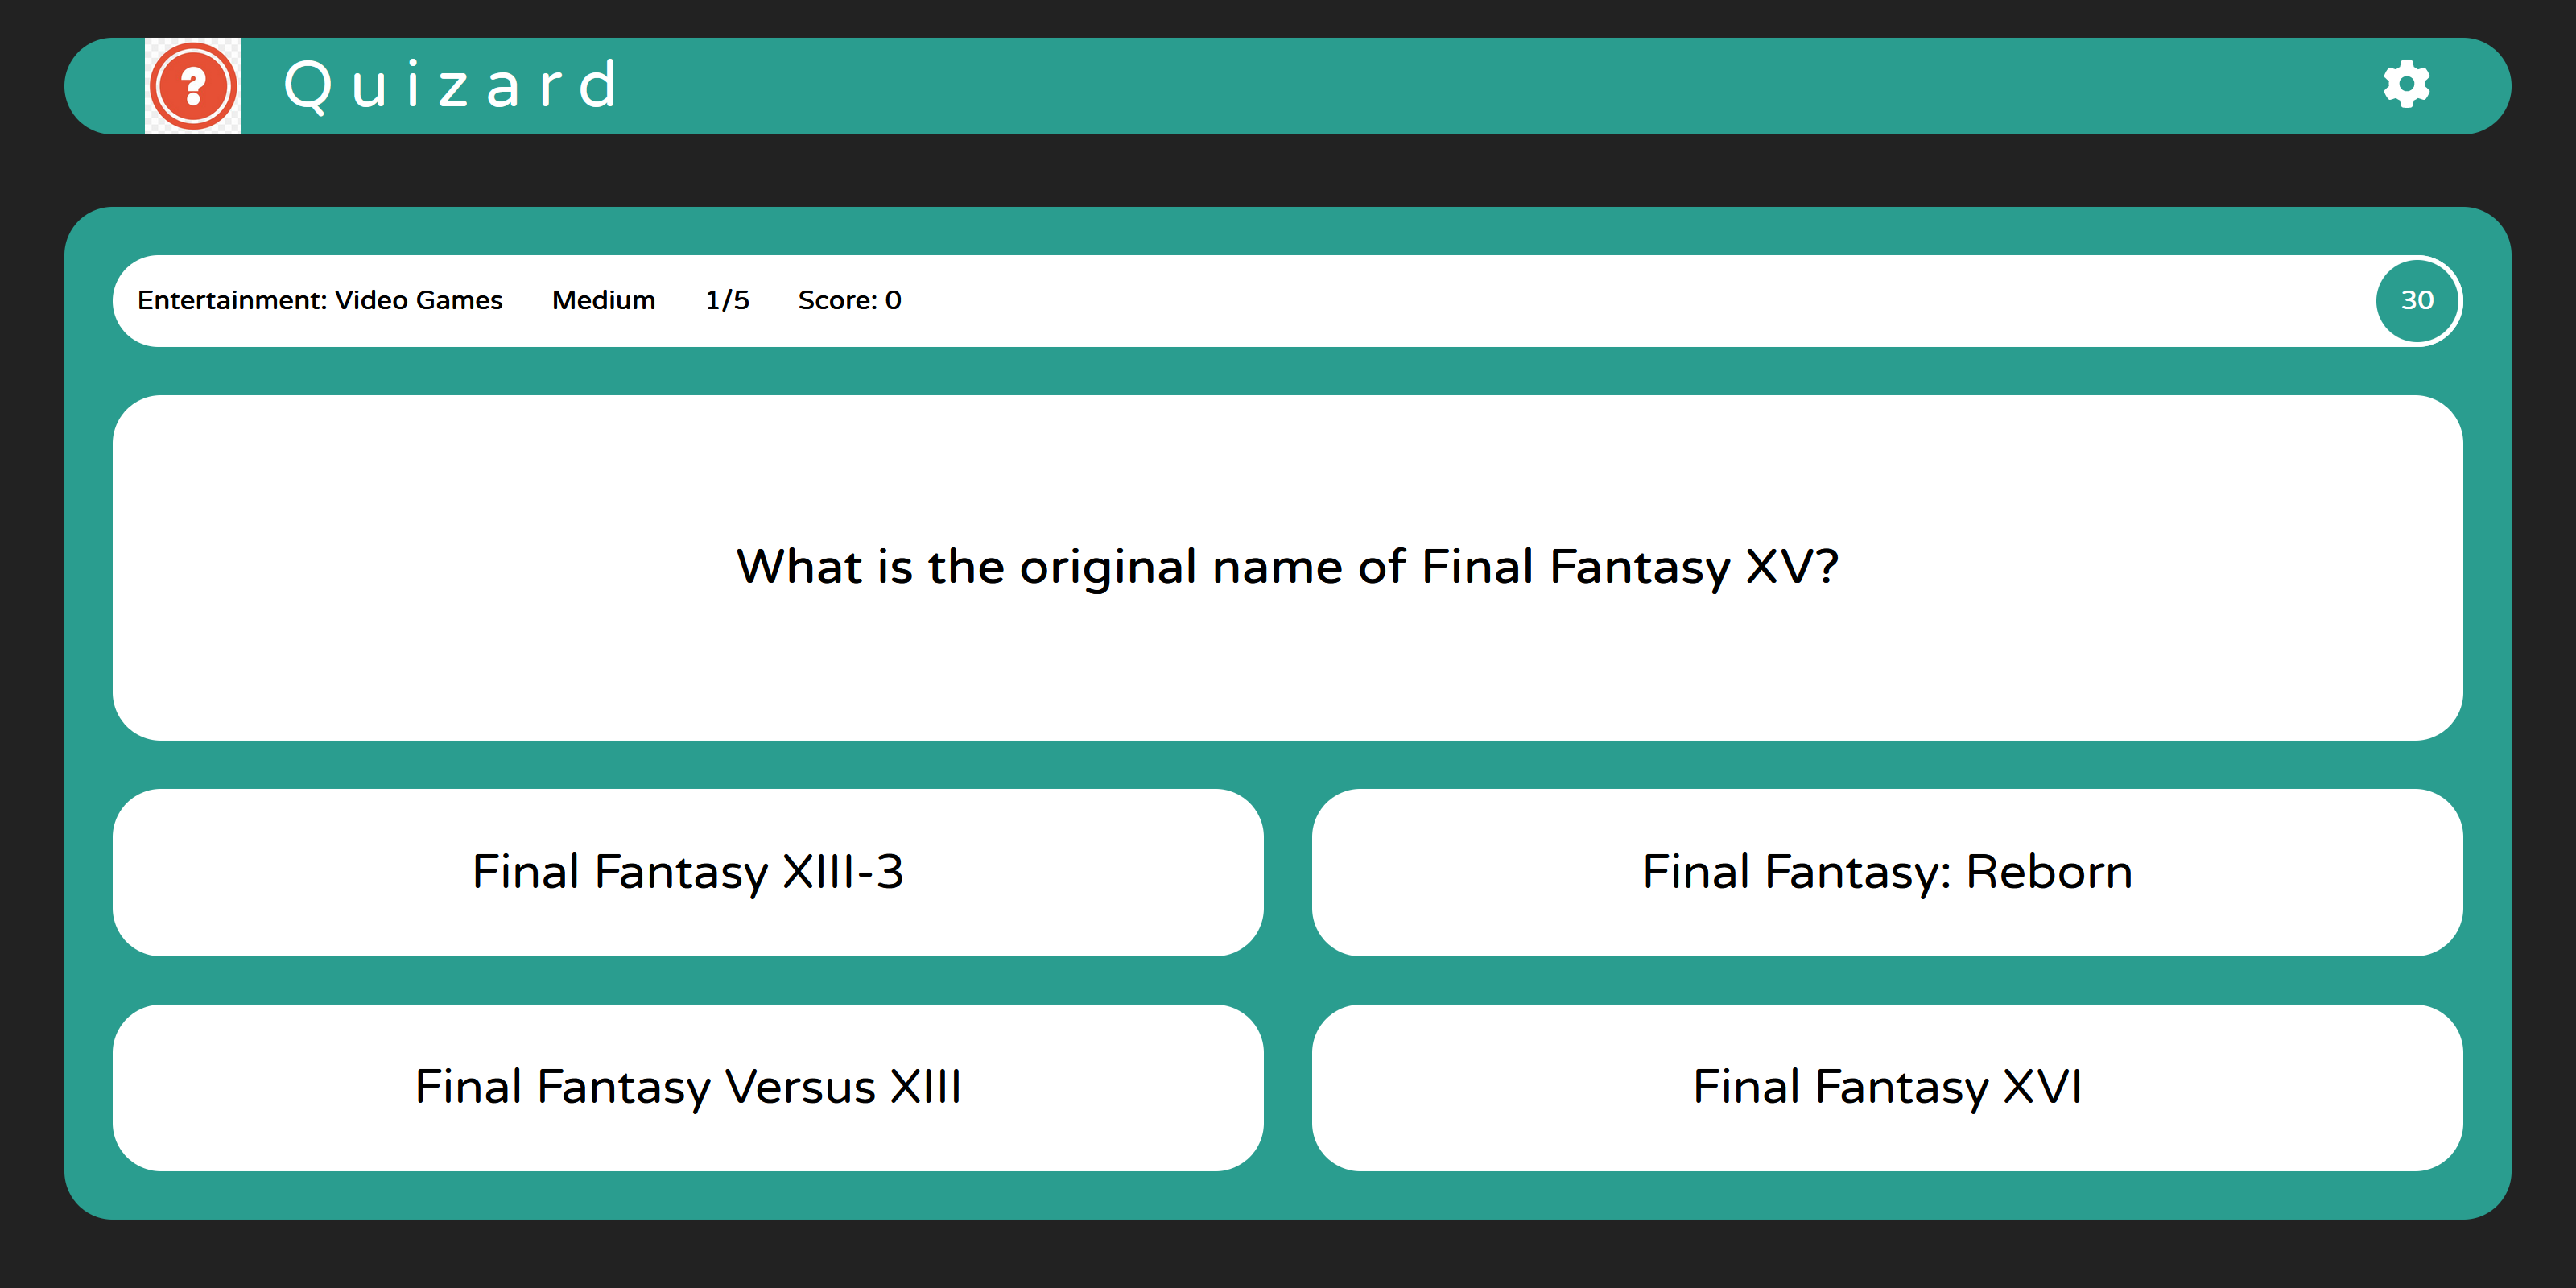 ?
Quizard
Entertainment: Video Games Medium 1/5 Score: 0 30
What is the original name of Final Fantasy XV?
Final Fantasy XIII-3 Final Fantasy: Reborn
Final Fantasy Versus XIII Final Fantasy XVI